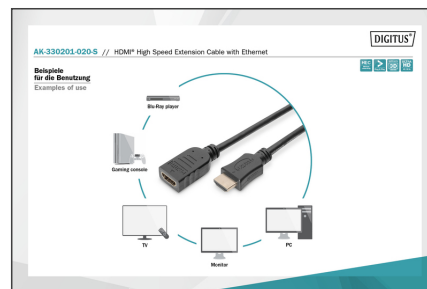 DIGITUS®
AK-330201-020-S // HDMI® High Speed Extension Cable with Ethernet
Beispiele
für die Benutzung
Examples of use
Blu-Ray player
Gaming console
TV
Monitor
PC